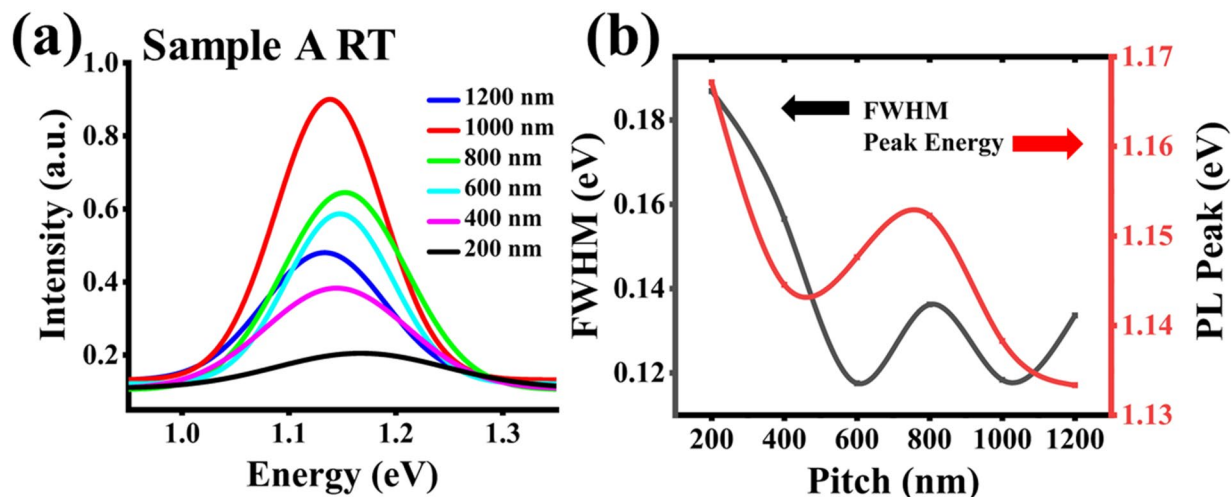 (a) Sample A RT
1.0
0.8
0.6
0.4
0.2
Intensity (a.u.)
1200 nm
1000 nm
800 nm
600 nm
400 nm
200 nm
1.0 1.1 1.2 1.3
Energy (eV)
(b)
0.18
0.16
0.14
0.12
FWHM (eV)
FWHM
Peak Energy
1.17
1.16
1.15
1.14
1.13
PL Peak (eV)
200 400 600 800 1000 1200
Pitch (nm)